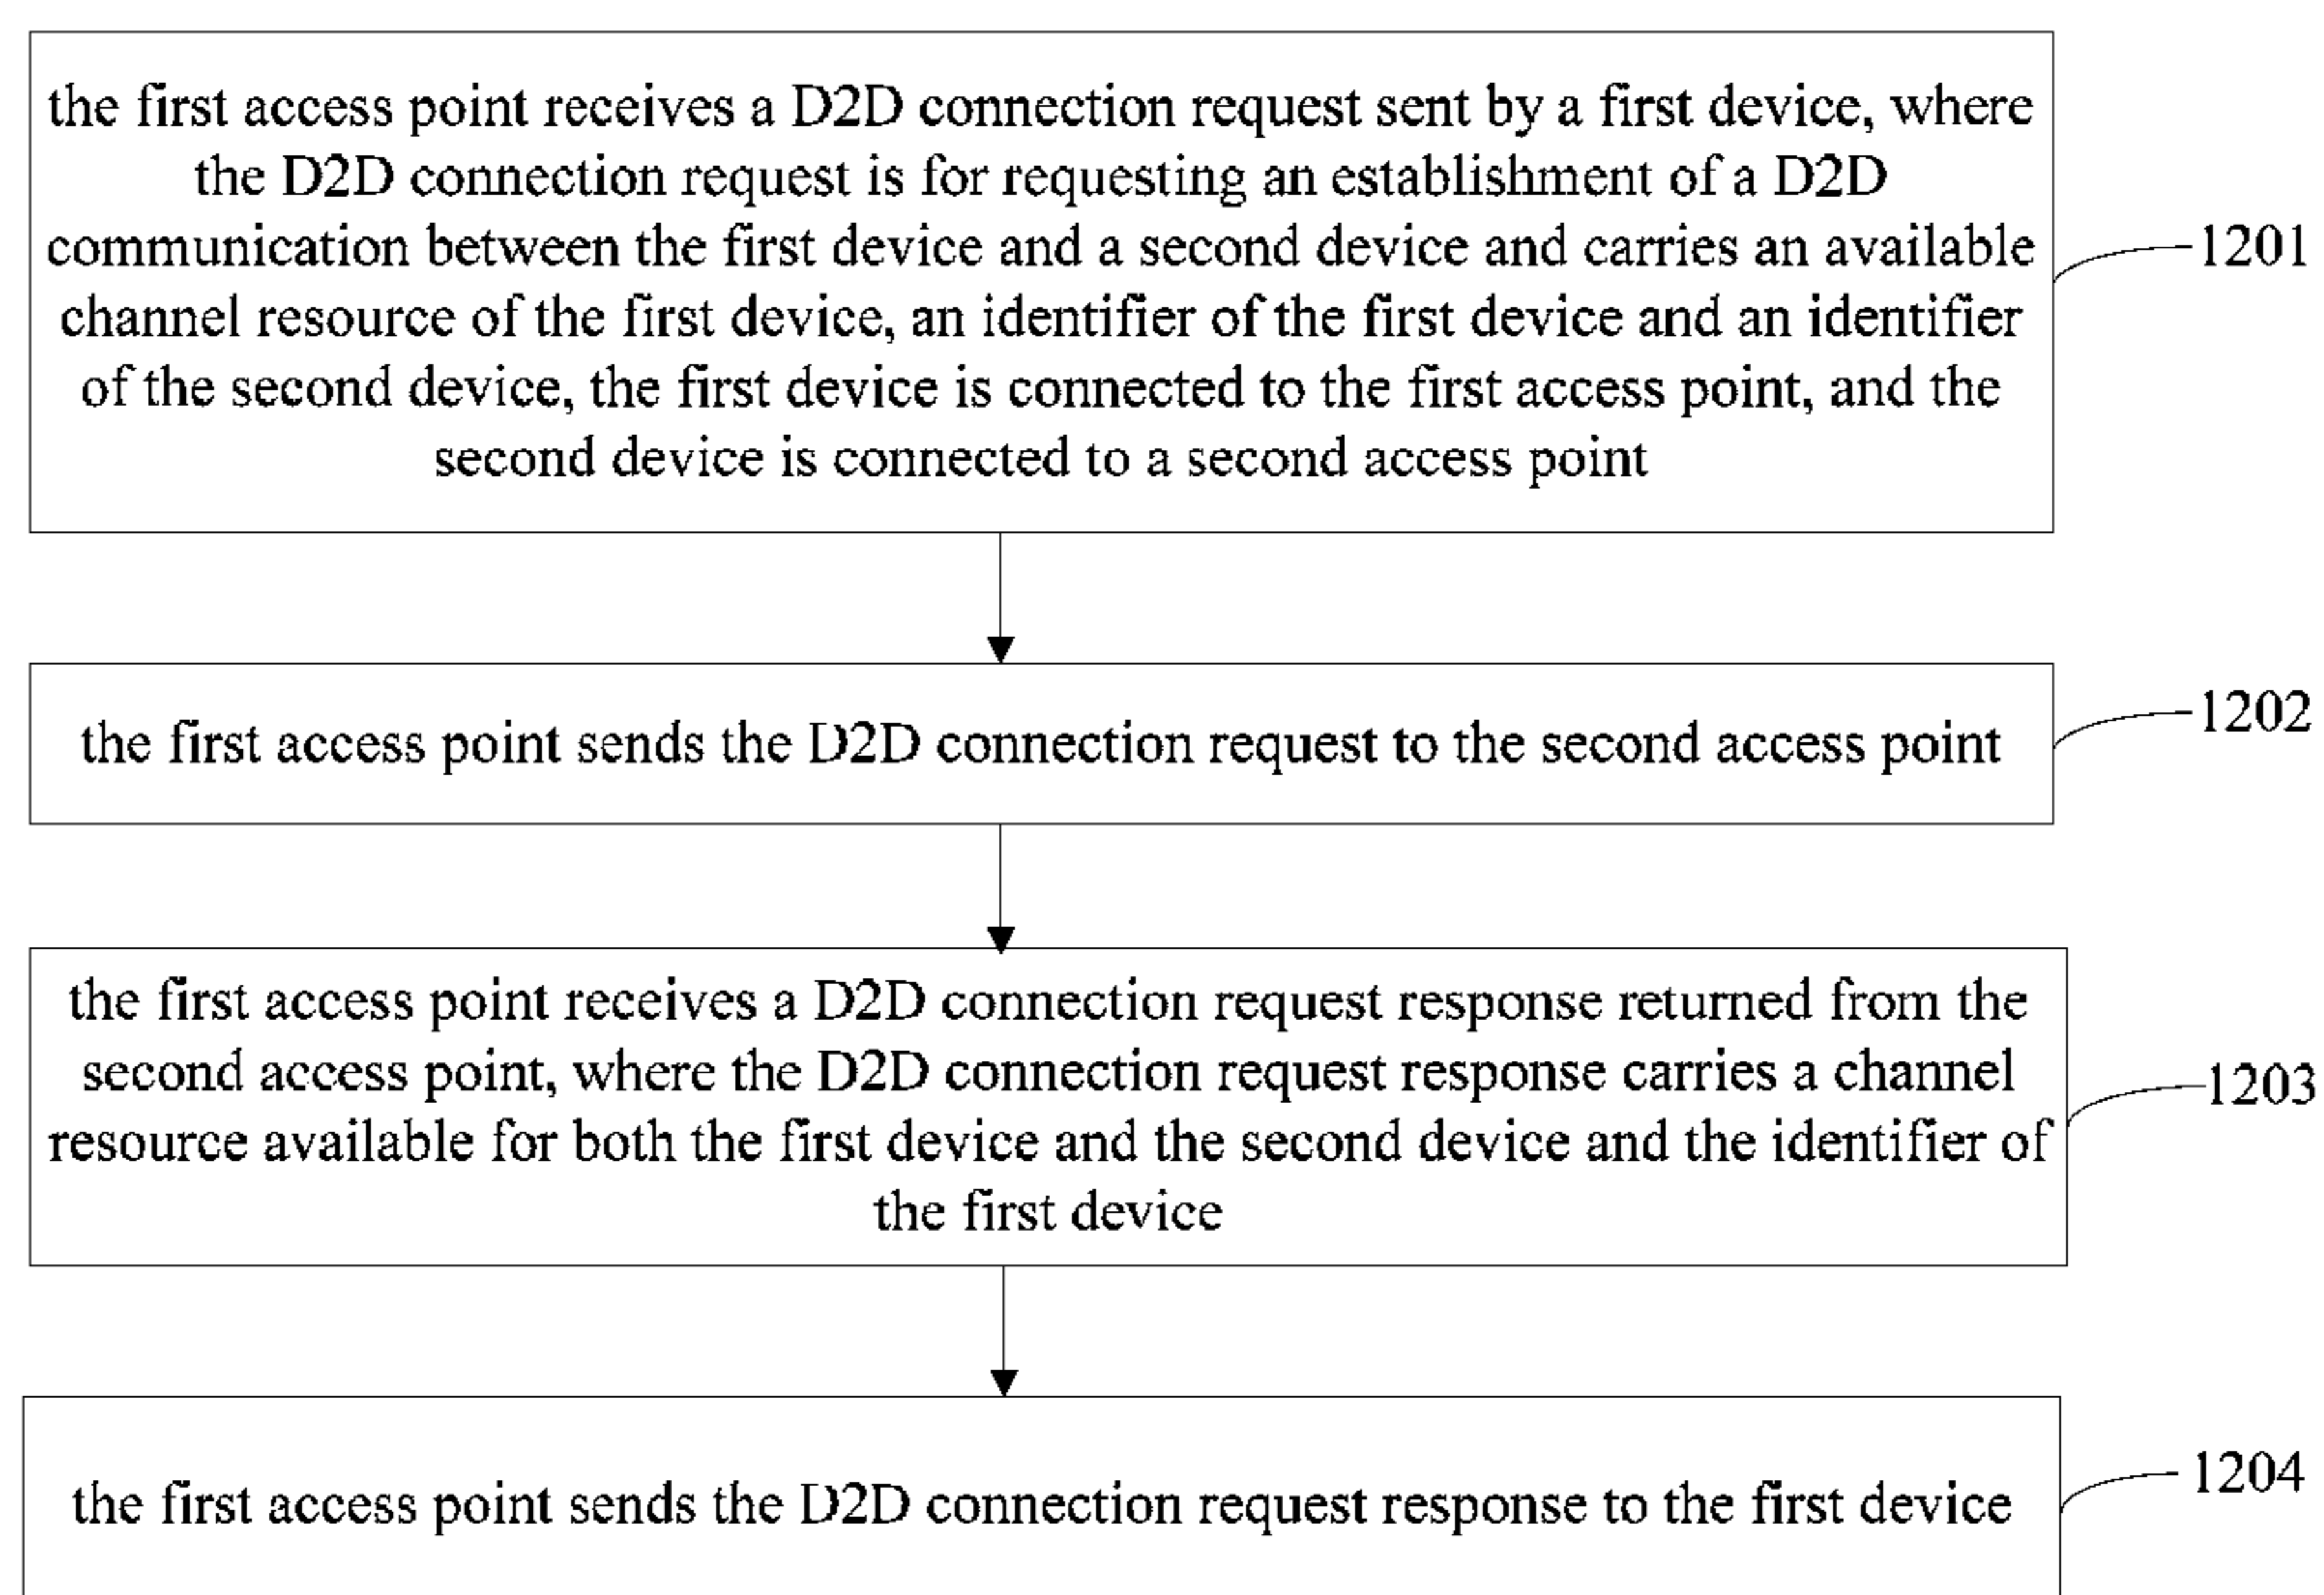 the first access point receives a D2D connection request sent by a first device, where
the D2D connection request is for requesting an establishment of a D2D
communication between the first device and a second device and carries an available
channel resource of the first device, an identifier of the first device and an identifier
of the second device, the first device is connected to the first access point, and the
second device is connected to a second access point
1201
the first access point sends the D2D connection request to the second access point
1202
the first access point receives a D2D connection request response returned from the
second access point, where the D2D connection request response carries a channel
resource available for both the first device and the second device and the identifier of
the first device
1203
the first access point sends the D2D connection request response to the first device
1204